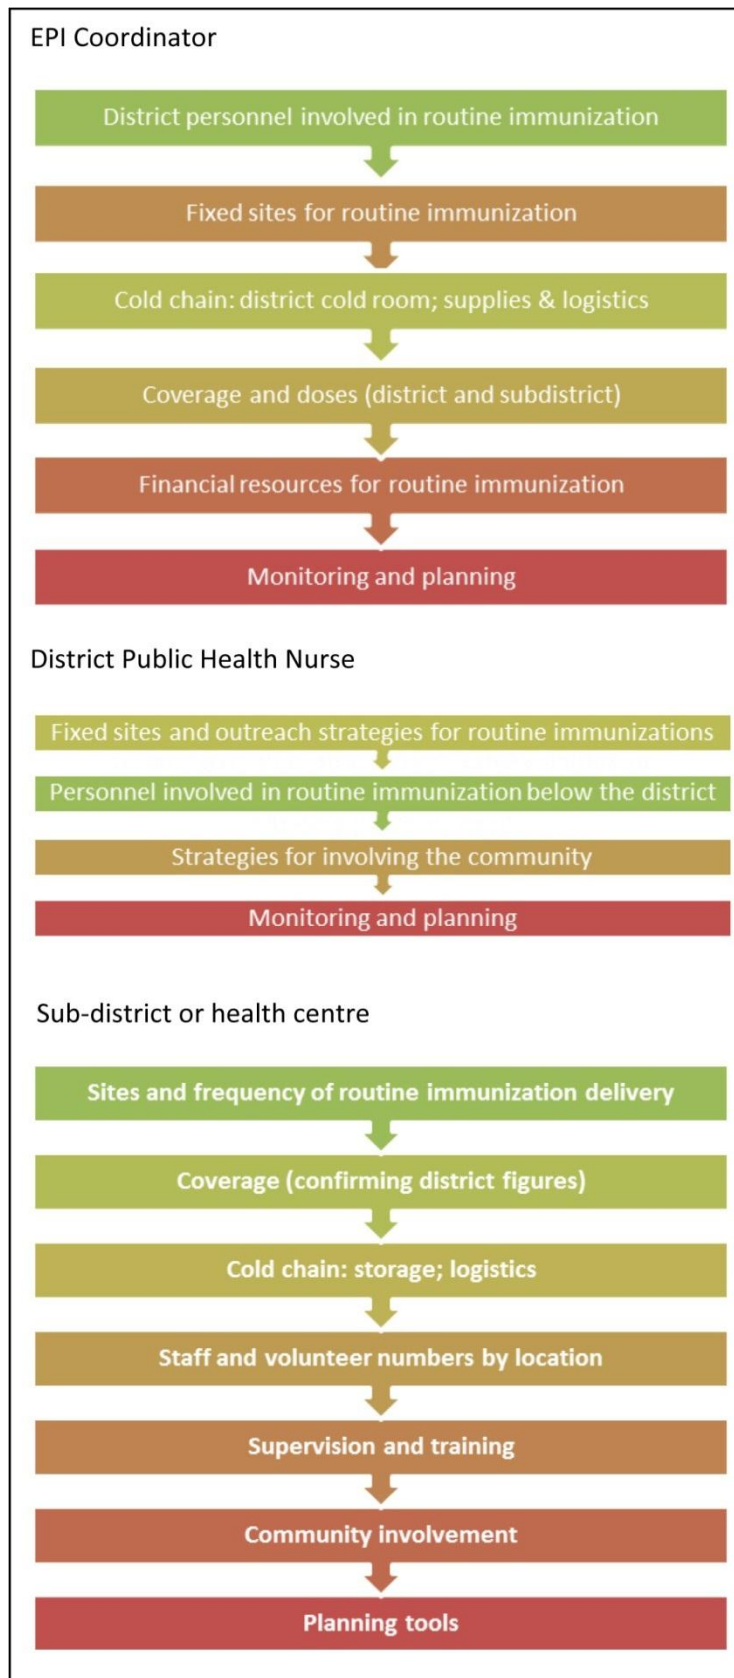 EPI Coordinator
District personnel involved in routine immunization
Fixed sites for routine immunization
Cold chain: district cold room; supplies & logistics
Coverage and doses (district and subdistrict)
Financial resources for routine immunization
Monitoring and planning
District Public Health Nurse
Fixed sites and outreach strategies for routine immunizations
Personnel involved in routine immunization below the district
Strategies for involving the community
Monitoring and planning
Sub-district or health centre
Sites and frequency of routine immunization delivery
Coverage (confirming district figures)
Cold chain: storage; logistics
Staff and volunteer numbers by location
Supervision and training
Community involvement
Planning tools